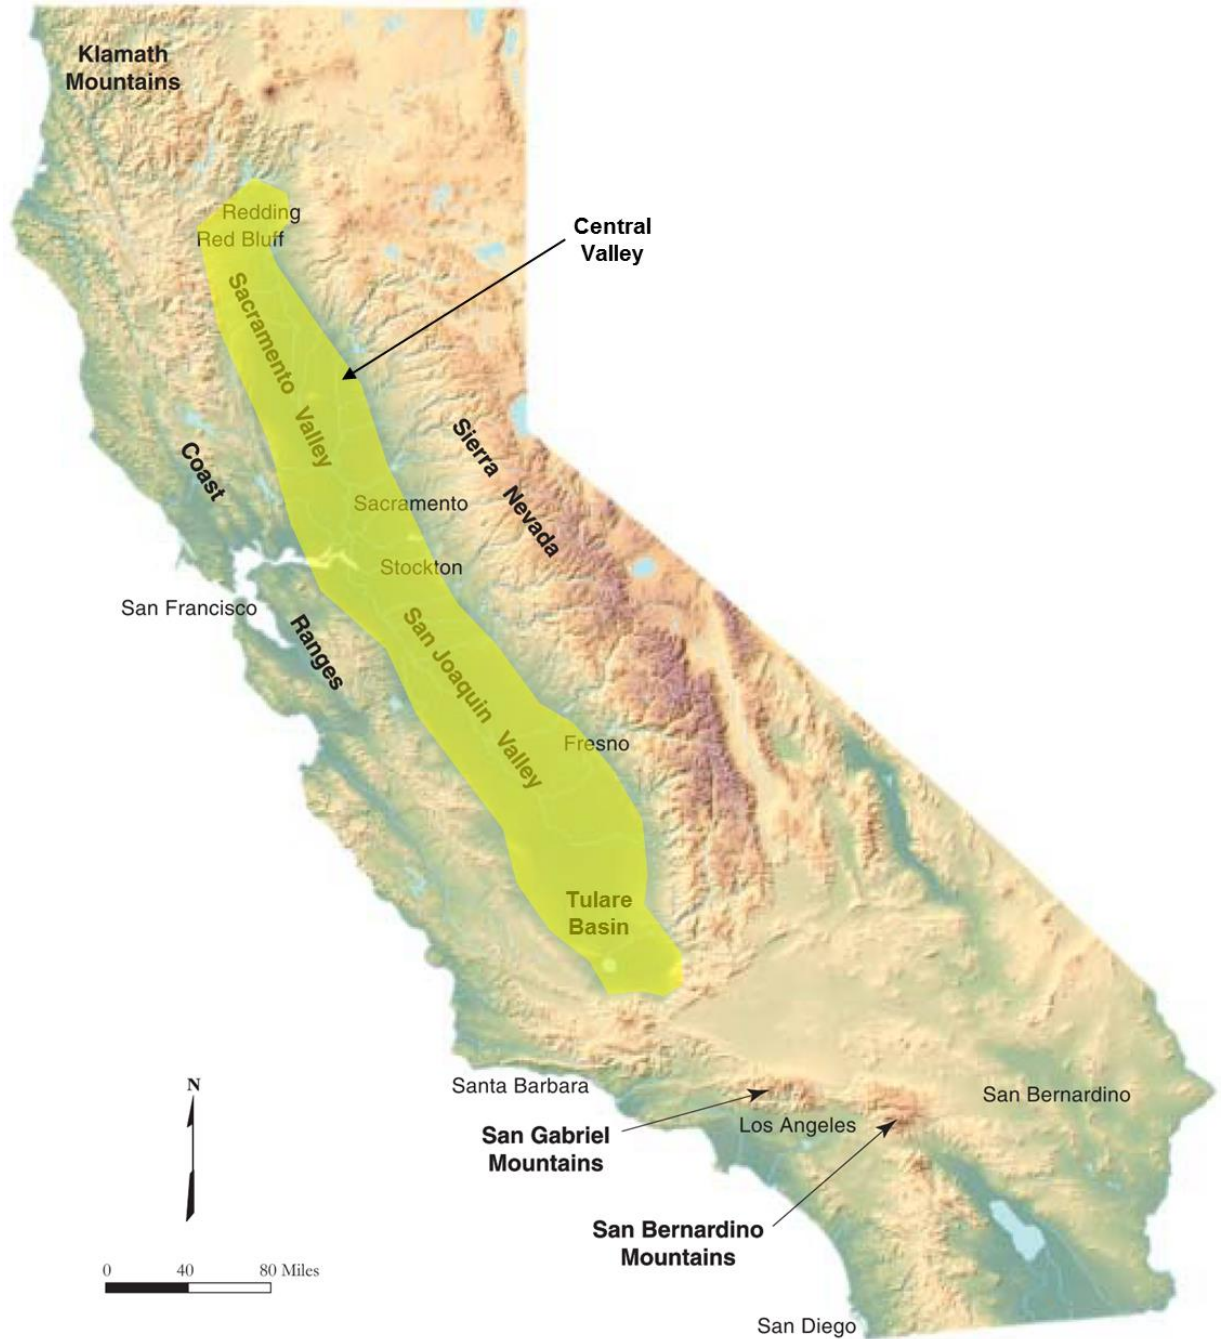 Klamath
Mountains
Redding
Red Bluff
Central
Valley
Sacramento Valley
Sierra Nevada
Coast
Sacramento
Stockton
San Francisco
Ranges
San Joaquin Valley
Fresno
Tulare
Basin
N
Santa Barbara
San Bernardino
San Gabriel
Mountains
Los Angeles
San Bernardino
Mountains
0 40 80 Miles
San Diego